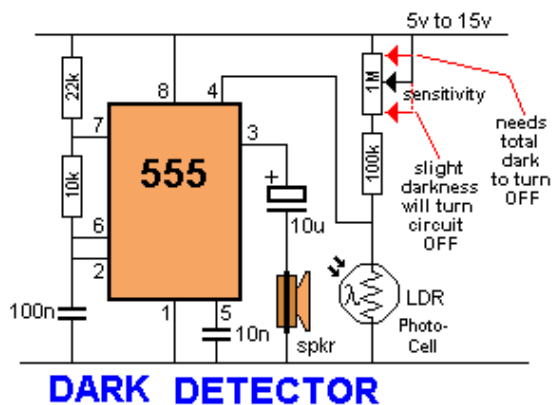 5v to 15v
22k
8
4
1M
sensitivity
7
3
needs
total
dark
to turn
OFF
555
10k
+
100k
slight
darkness
will turn
circuit
OFF
6
10u
2
100n
1
5
10n
spkr
λ
LDR
Photo-
Cell
DARK DETECTOR